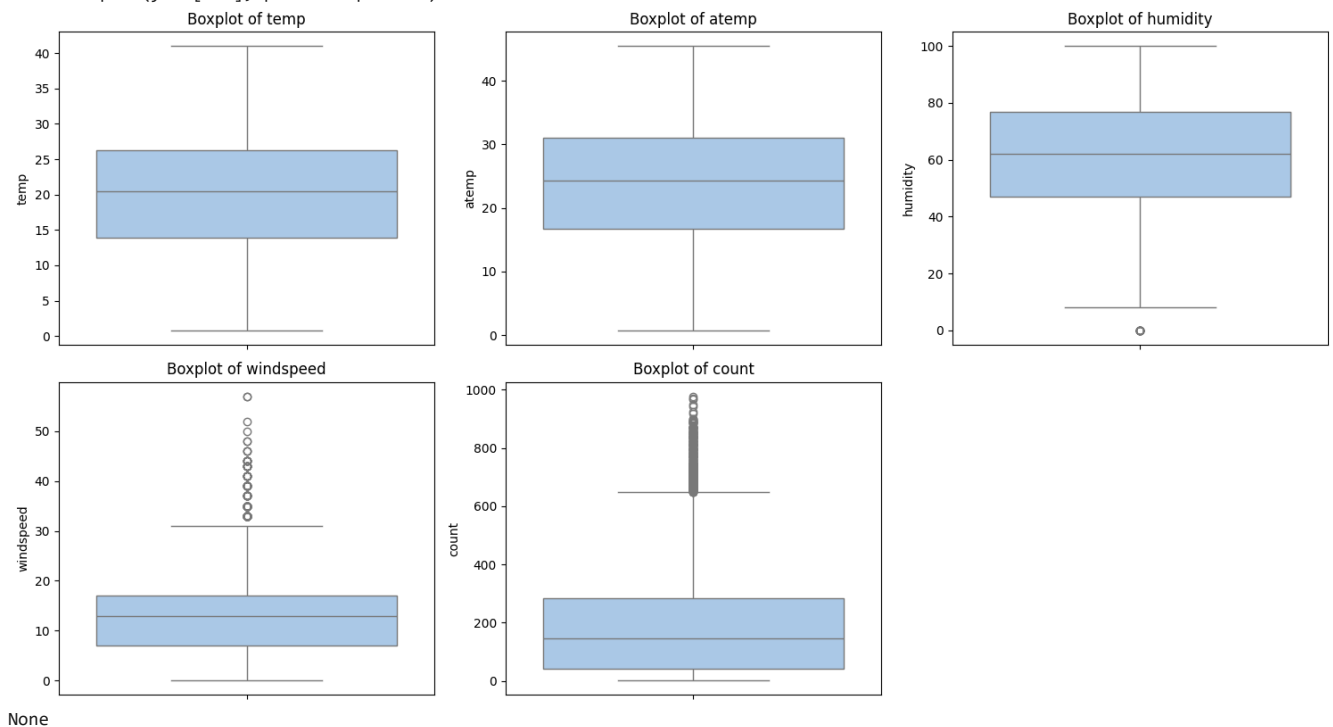 Boxplot of temp
Boxplot of atemp
Boxplot of humidity
40
35
30
25
20
15
10
5
0
temp
40
30
20
10
0
atemp
100
80
60
40
20
0
humidity
Boxplot of windspeed
Boxplot of count
50
40
30
20
10
0
windspeed
1000
800
600
400
200
0
count
None